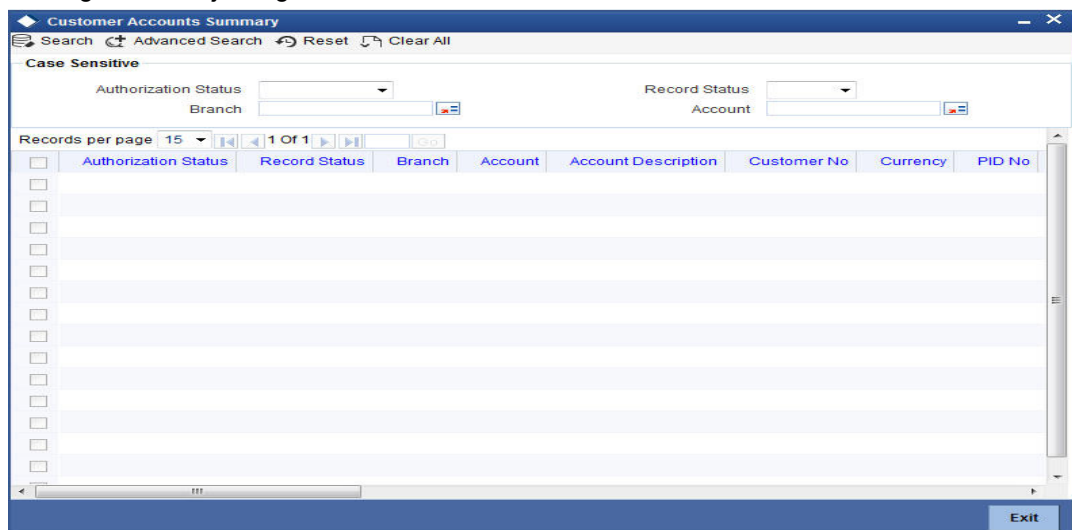 Customer Accounts Summary
Search Advanced Search Reset Clear All
Case Sensitive
Authorization Status Record Status
Branch Account
Records per page 15 1 Of 1 Go
Authorization Status Record Status Branch Account Account Description Customer No Currency PID No
Exit